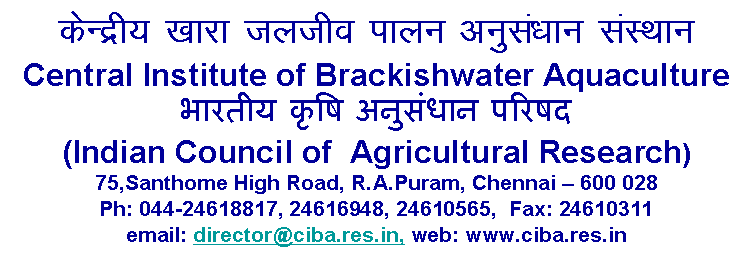 केन्द्रीय खारा जलजीव पालन अनुसंधान संस्थान
Central Institute of Brackishwater Aquaculture
भारतीय कृषि अनुसंधान परिषद
(Indian Council of  Agricultural Research)
75,Santhome High Road, R.A.Puram, Chennai – 600 028
Ph: 044-24618817, 24616948, 24610565,  Fax: 24610311
email: director@ciba.res.in, web: www.ciba.res.in